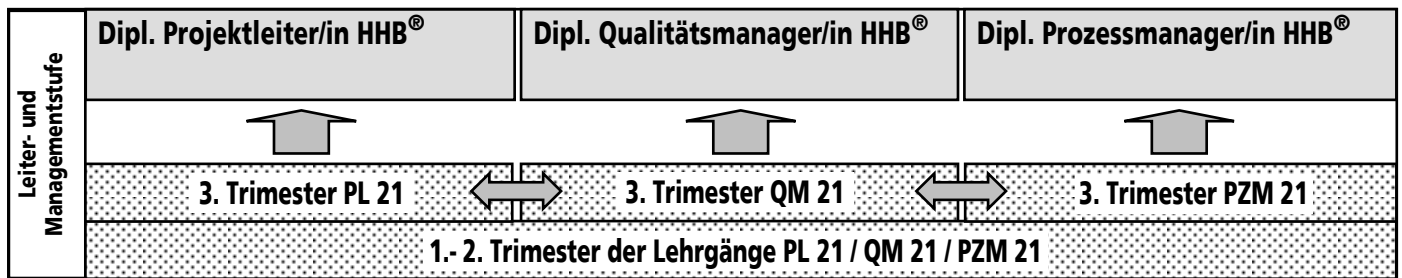 Leiter- und
Managementstufe
Dipl. Projektleiter/in HHB®
Dipl. Qualitätsmanager/in HHB®
Dipl. Prozessmanager/in HHB®
3. Trimester PL 21
3. Trimester QM 21
3. Trimester PZM 21
1.- 2. Trimester der Lehrgänge PL 21 / QM 21 / PZM 21